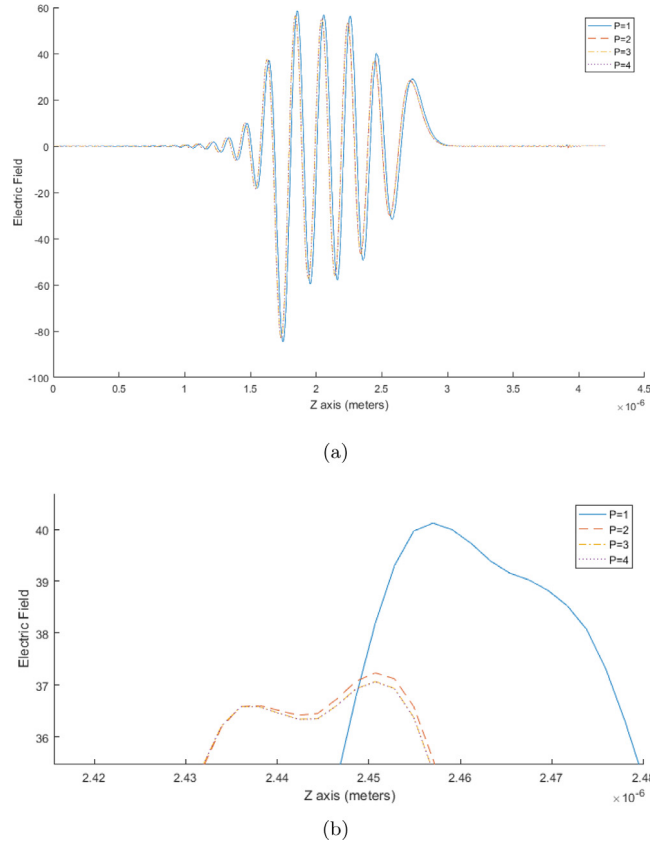 60
40
20
0
-20
-40
-60
-80
-100
Electric Field
P=1
P=2
P=3
P=4
0 0.5 1 1.5 2 2.5 3 3.5 4 4.5
Z axis (meters)
×10⁻⁶
(a)
40
39
38
37
36
Electric Field
P=1
P=2
P=3
P=4
2.42 2.43 2.44 2.45 2.46 2.47 2.48
Z axis (meters)
×10⁻⁶
(b)